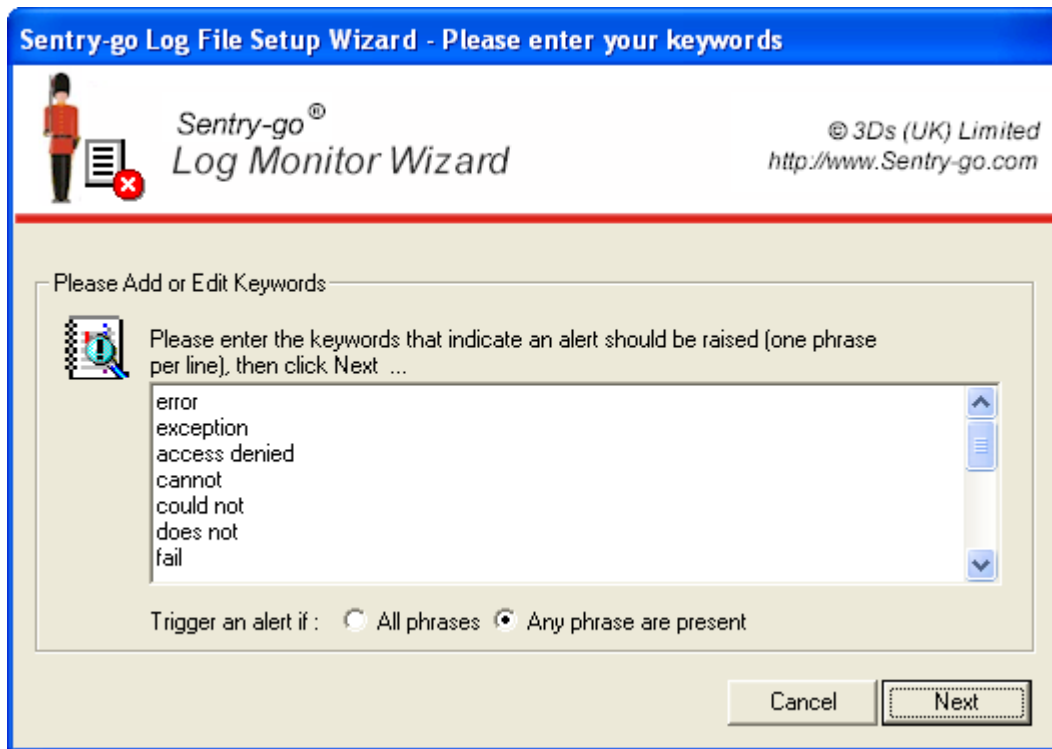 Sentry-go Log File Setup Wizard - Please enter your keywords
Sentry-go®
Log Monitor Wizard
© 3Ds (UK) Limited
http://www.Sentry-go.com
Please Add or Edit Keywords
Please enter the keywords that indicate an alert should be raised (one phrase
per line), then click Next ...
error
exception
access denied
cannot
could not
does not
fail
Trigger an alert if : All phrases Any phrase are present
Cancel Next